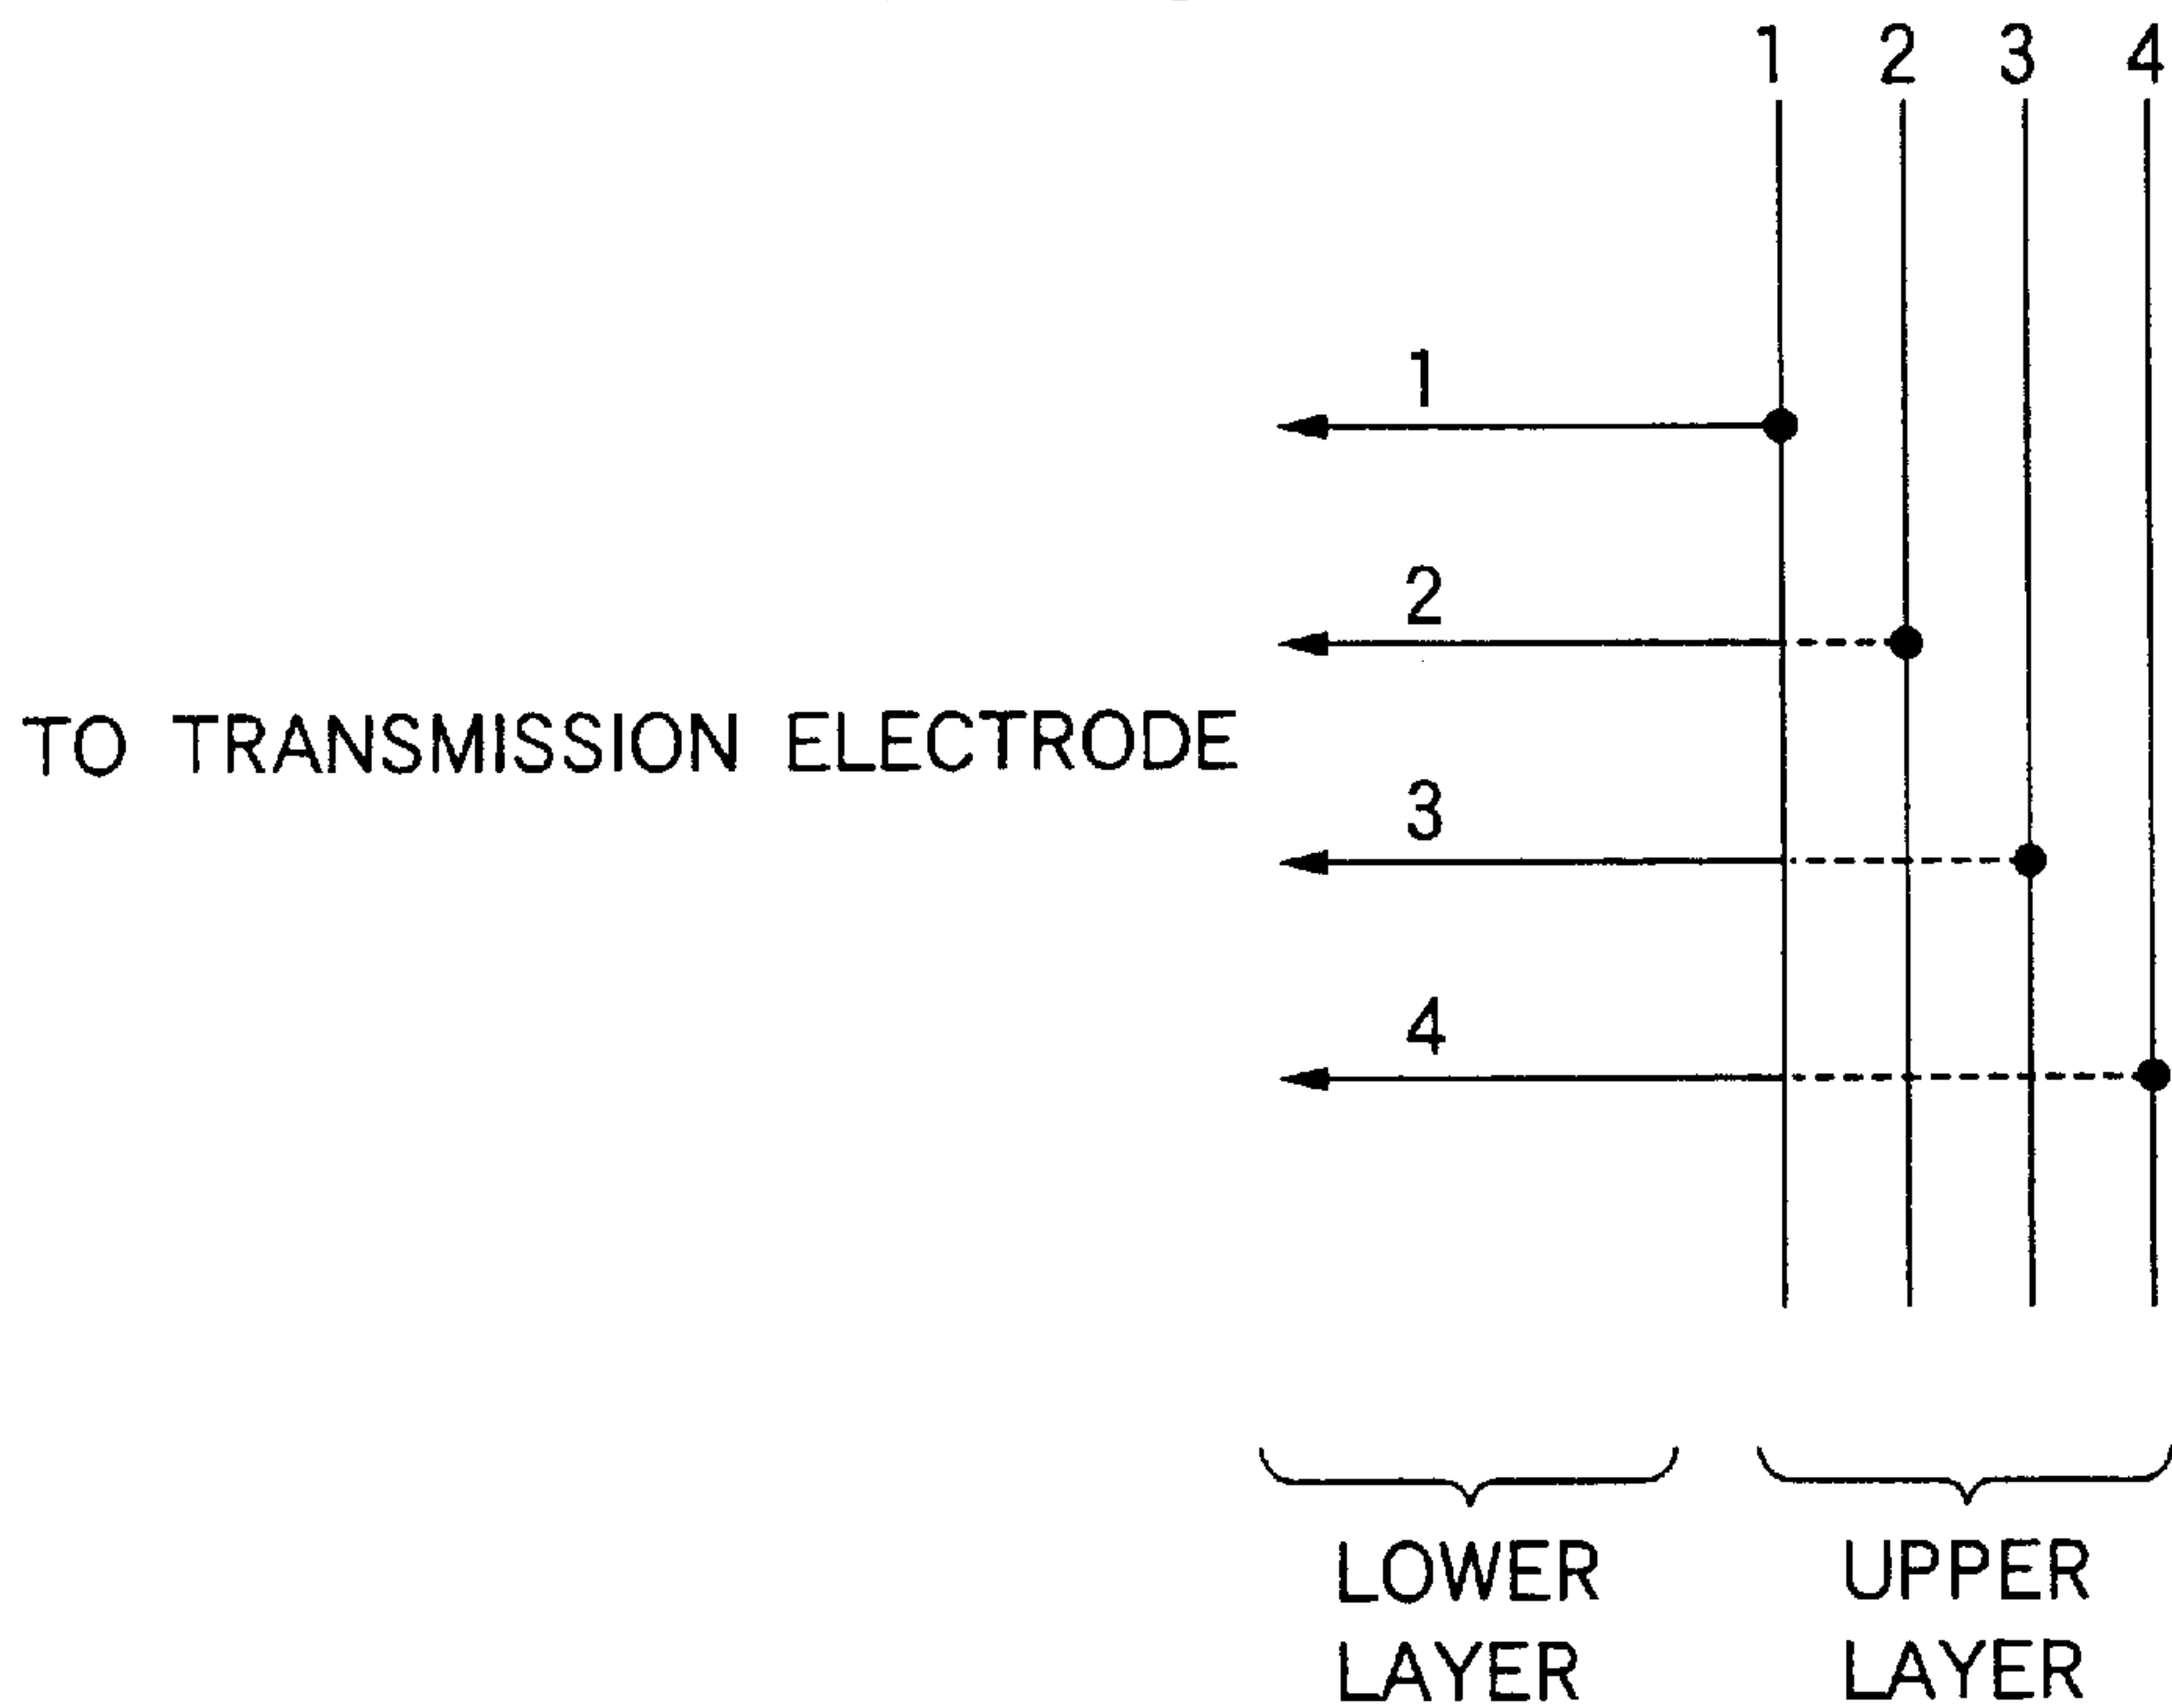 1 2 3 4
1
2
TO TRANSMISSION ELECTRODE
3
4
LOWER UPPER
LAYER LAYER